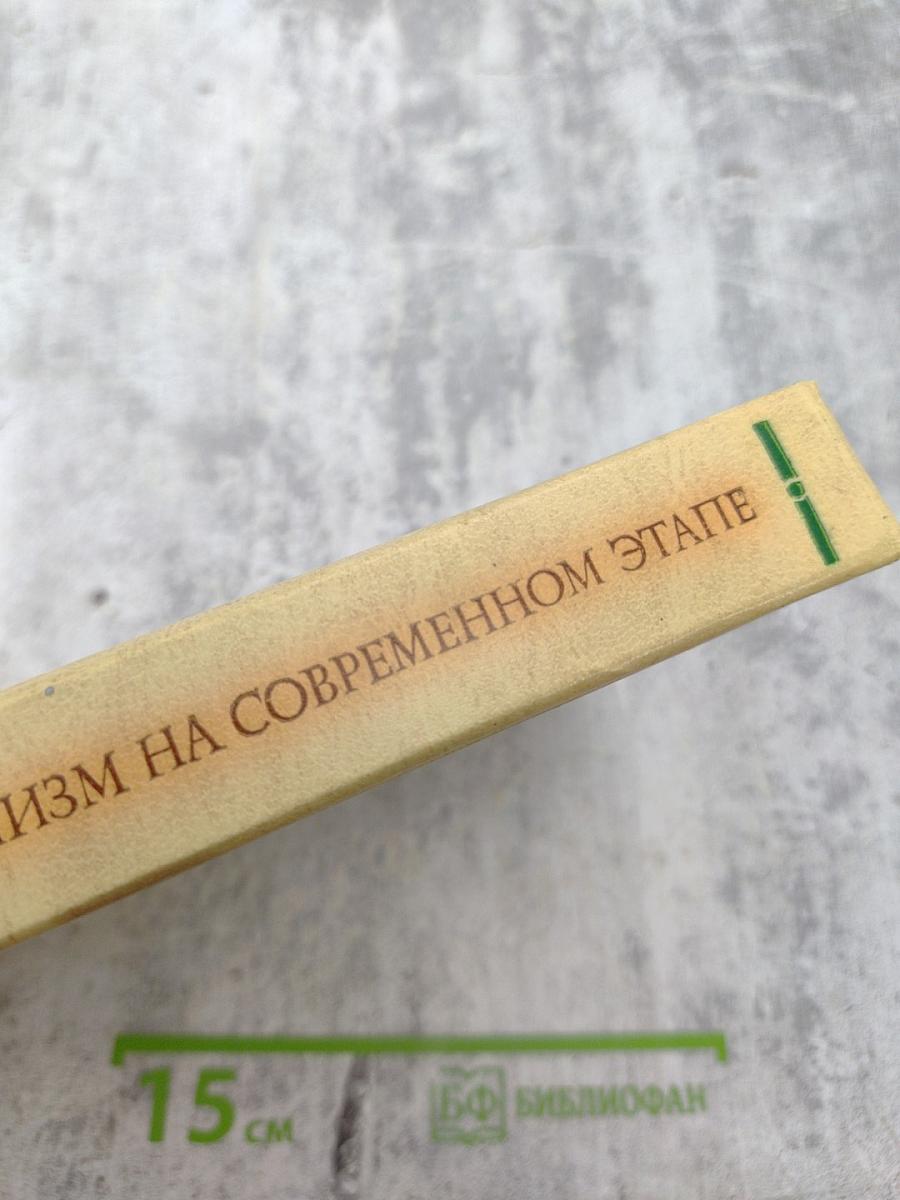 ИЗМ НА СОВРЕМЕННОМ ЭТАПЕ
15 СМ
БФ БИБЛИОФАН